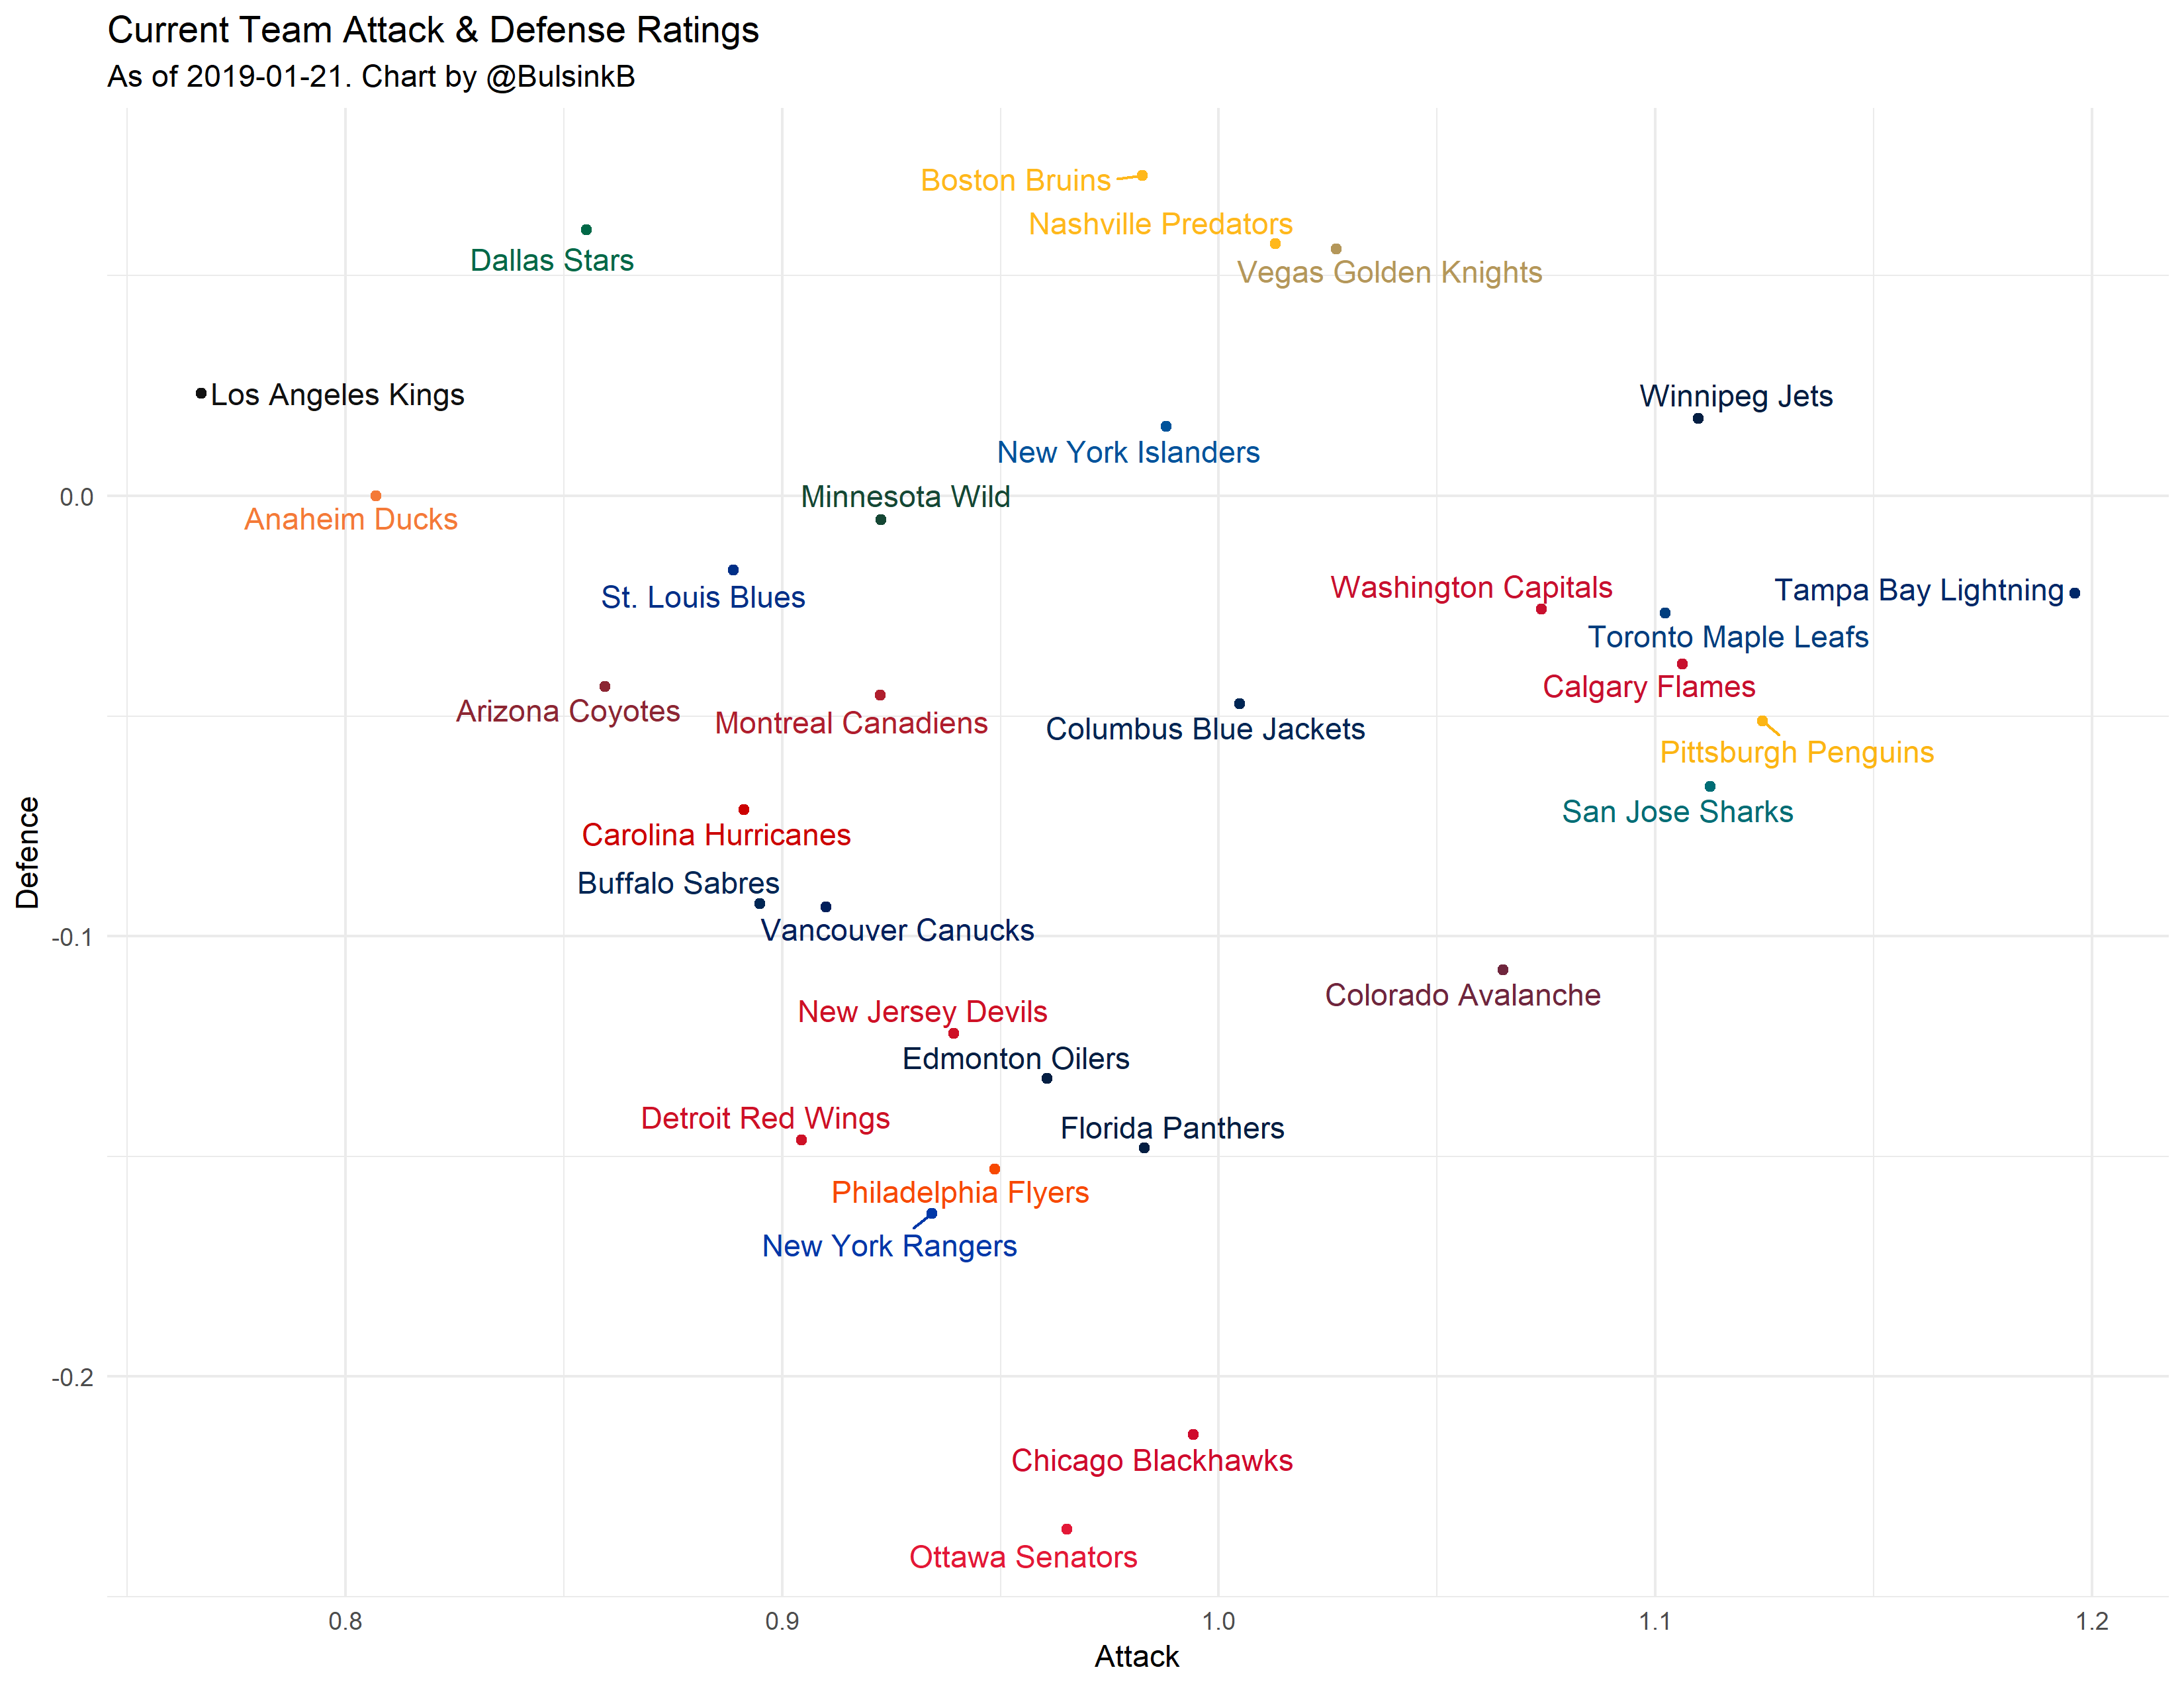 Current Team Attack & Defense Ratings
As of 2019-01-21. Chart by @BulsinkB
Boston Bruins
Nashville Predators
Dallas Stars
Vegas Golden Knights
Los Angeles Kings
Winnipeg Jets
New York Islanders
0.0
Minnesota Wild
Anaheim Ducks
Washington Capitals
Tampa Bay Lightning
St. Louis Blues
Toronto Maple Leafs
Calgary Flames
Arizona Coyotes
Montreal Canadiens
Columbus Blue Jackets
Pittsburgh Penguins
San Jose Sharks
Carolina Hurricanes
Defence
Buffalo Sabres
Vancouver Canucks
-0.1
Colorado Avalanche
New Jersey Devils
Edmonton Oilers
Detroit Red Wings
Florida Panthers
Philadelphia Flyers
New York Rangers
-0.2
Chicago Blackhawks
Ottawa Senators
0.8
0.9
1.0
1.1
1.2
Attack